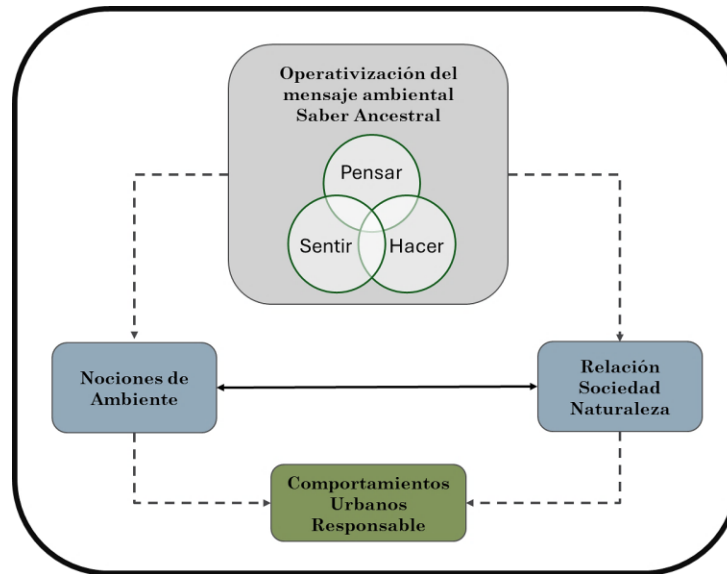 Operativización del
mensaje ambiental
Saber Ancestral
Pensar
Sentir
Hacer
Nociones de
Ambiente
Relación
Sociedad
Naturaleza
Comportamientos
Urbanos
Responsable